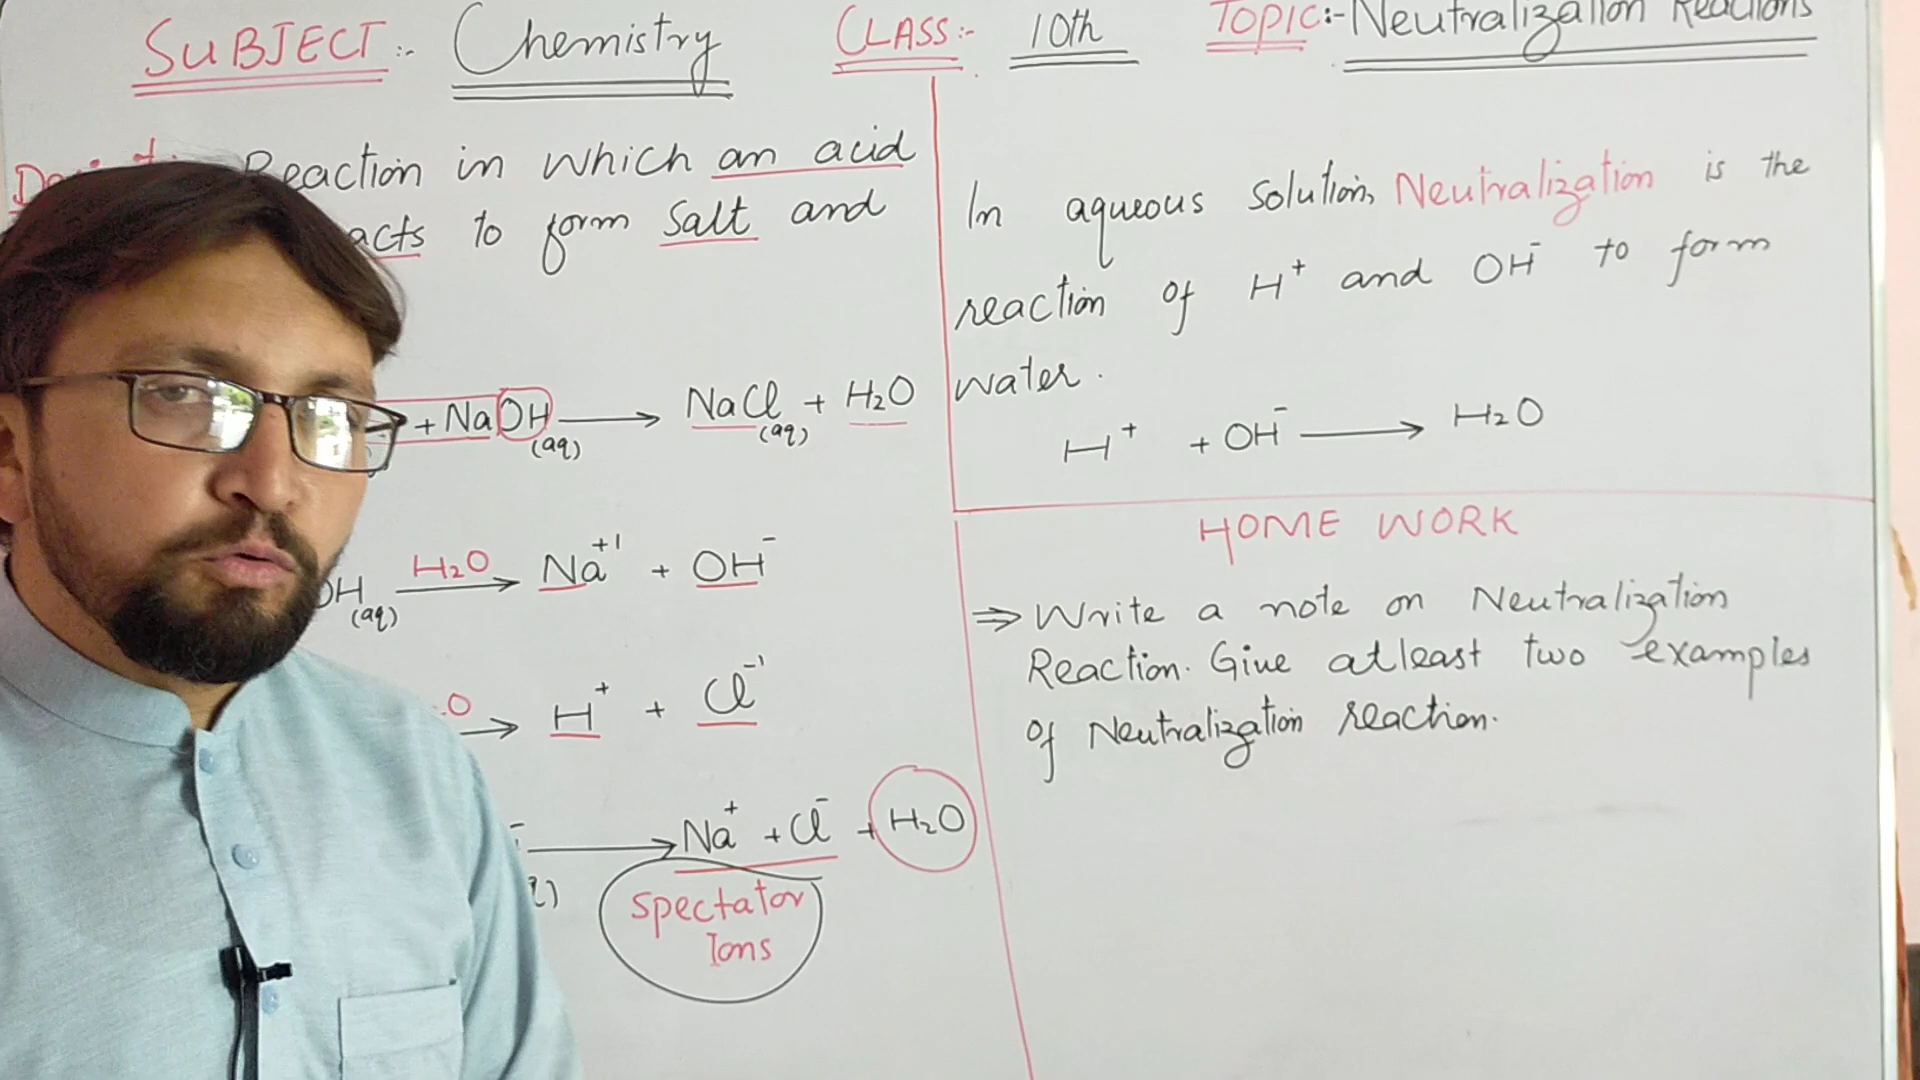 SUBJECT:- Chemistry CLASS:- 10th TOPIC:- Neutralization Reactions
Reaction in which an acid
acts to form Salt and
+ NaOH(aq) ⟶ NaCl(aq) + H₂O
OH(aq) H₂O⟶ Na⁺¹ + OH⁻
O ⟶ H⁺ + Cl⁻¹
⁻ ⟶ Na⁺ + Cl⁻ + H₂O
Spectator
Ions
In aqueous solution, Neutralization is the
reaction of H⁺ and OH⁻ to form
water.
H⁺ + OH⁻ ⟶ H₂O
HOME WORK
⇒ Write a note on Neutralization
Reaction. Give atleast two examples
of Neutralization reaction.